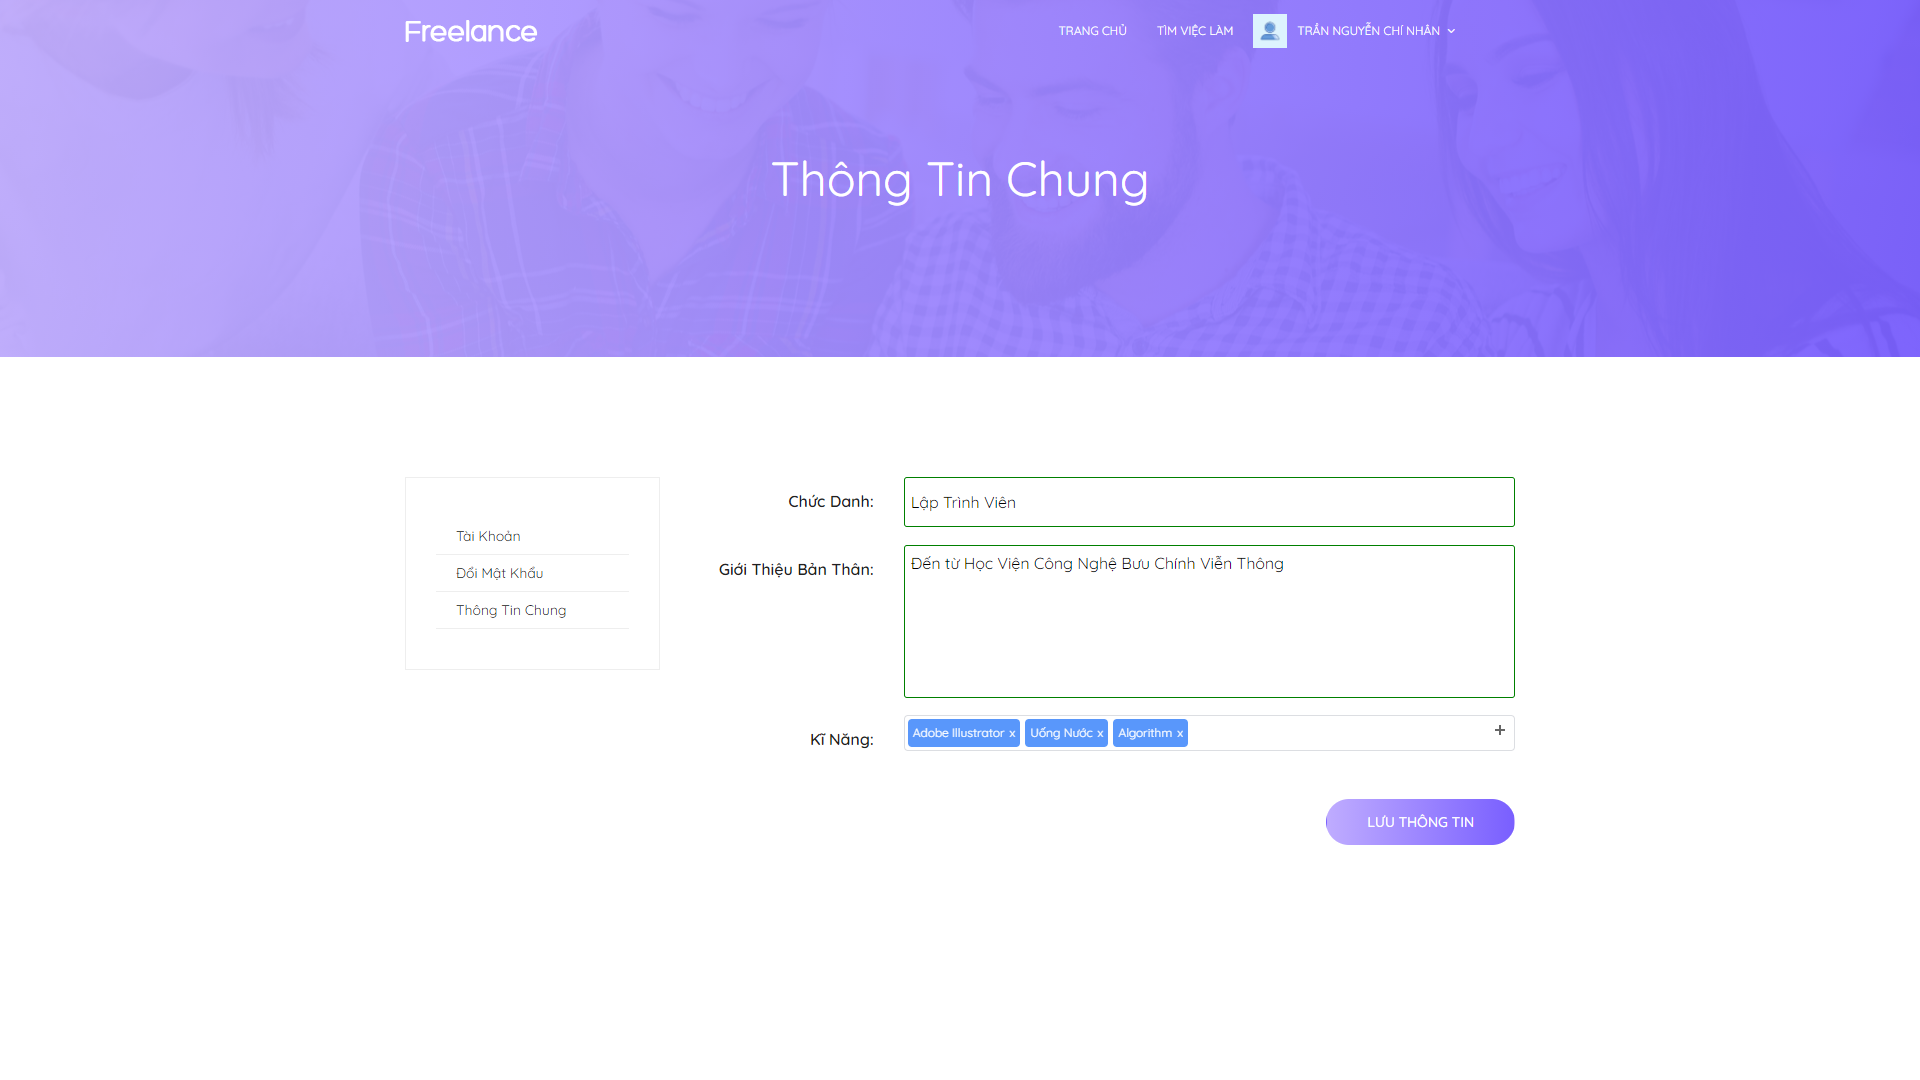 Freelance
TRANG CHỦ
TÌM VIỆC LÀM
TRẦN NGUYỄN CHÍ NHÂN
Thông Tin Chung
Tài Khoản
Đổi Mật Khẩu
Thông Tin Chung
Chức Danh:
Lập Trình Viên
Giới Thiệu Bản Thân:
Đến từ Học Viện Công Nghệ Bưu Chính Viễn Thông
Kĩ Năng:
Adobe Illustrator x
Uống Nước x
Algorithm x
+
LƯU THÔNG TIN